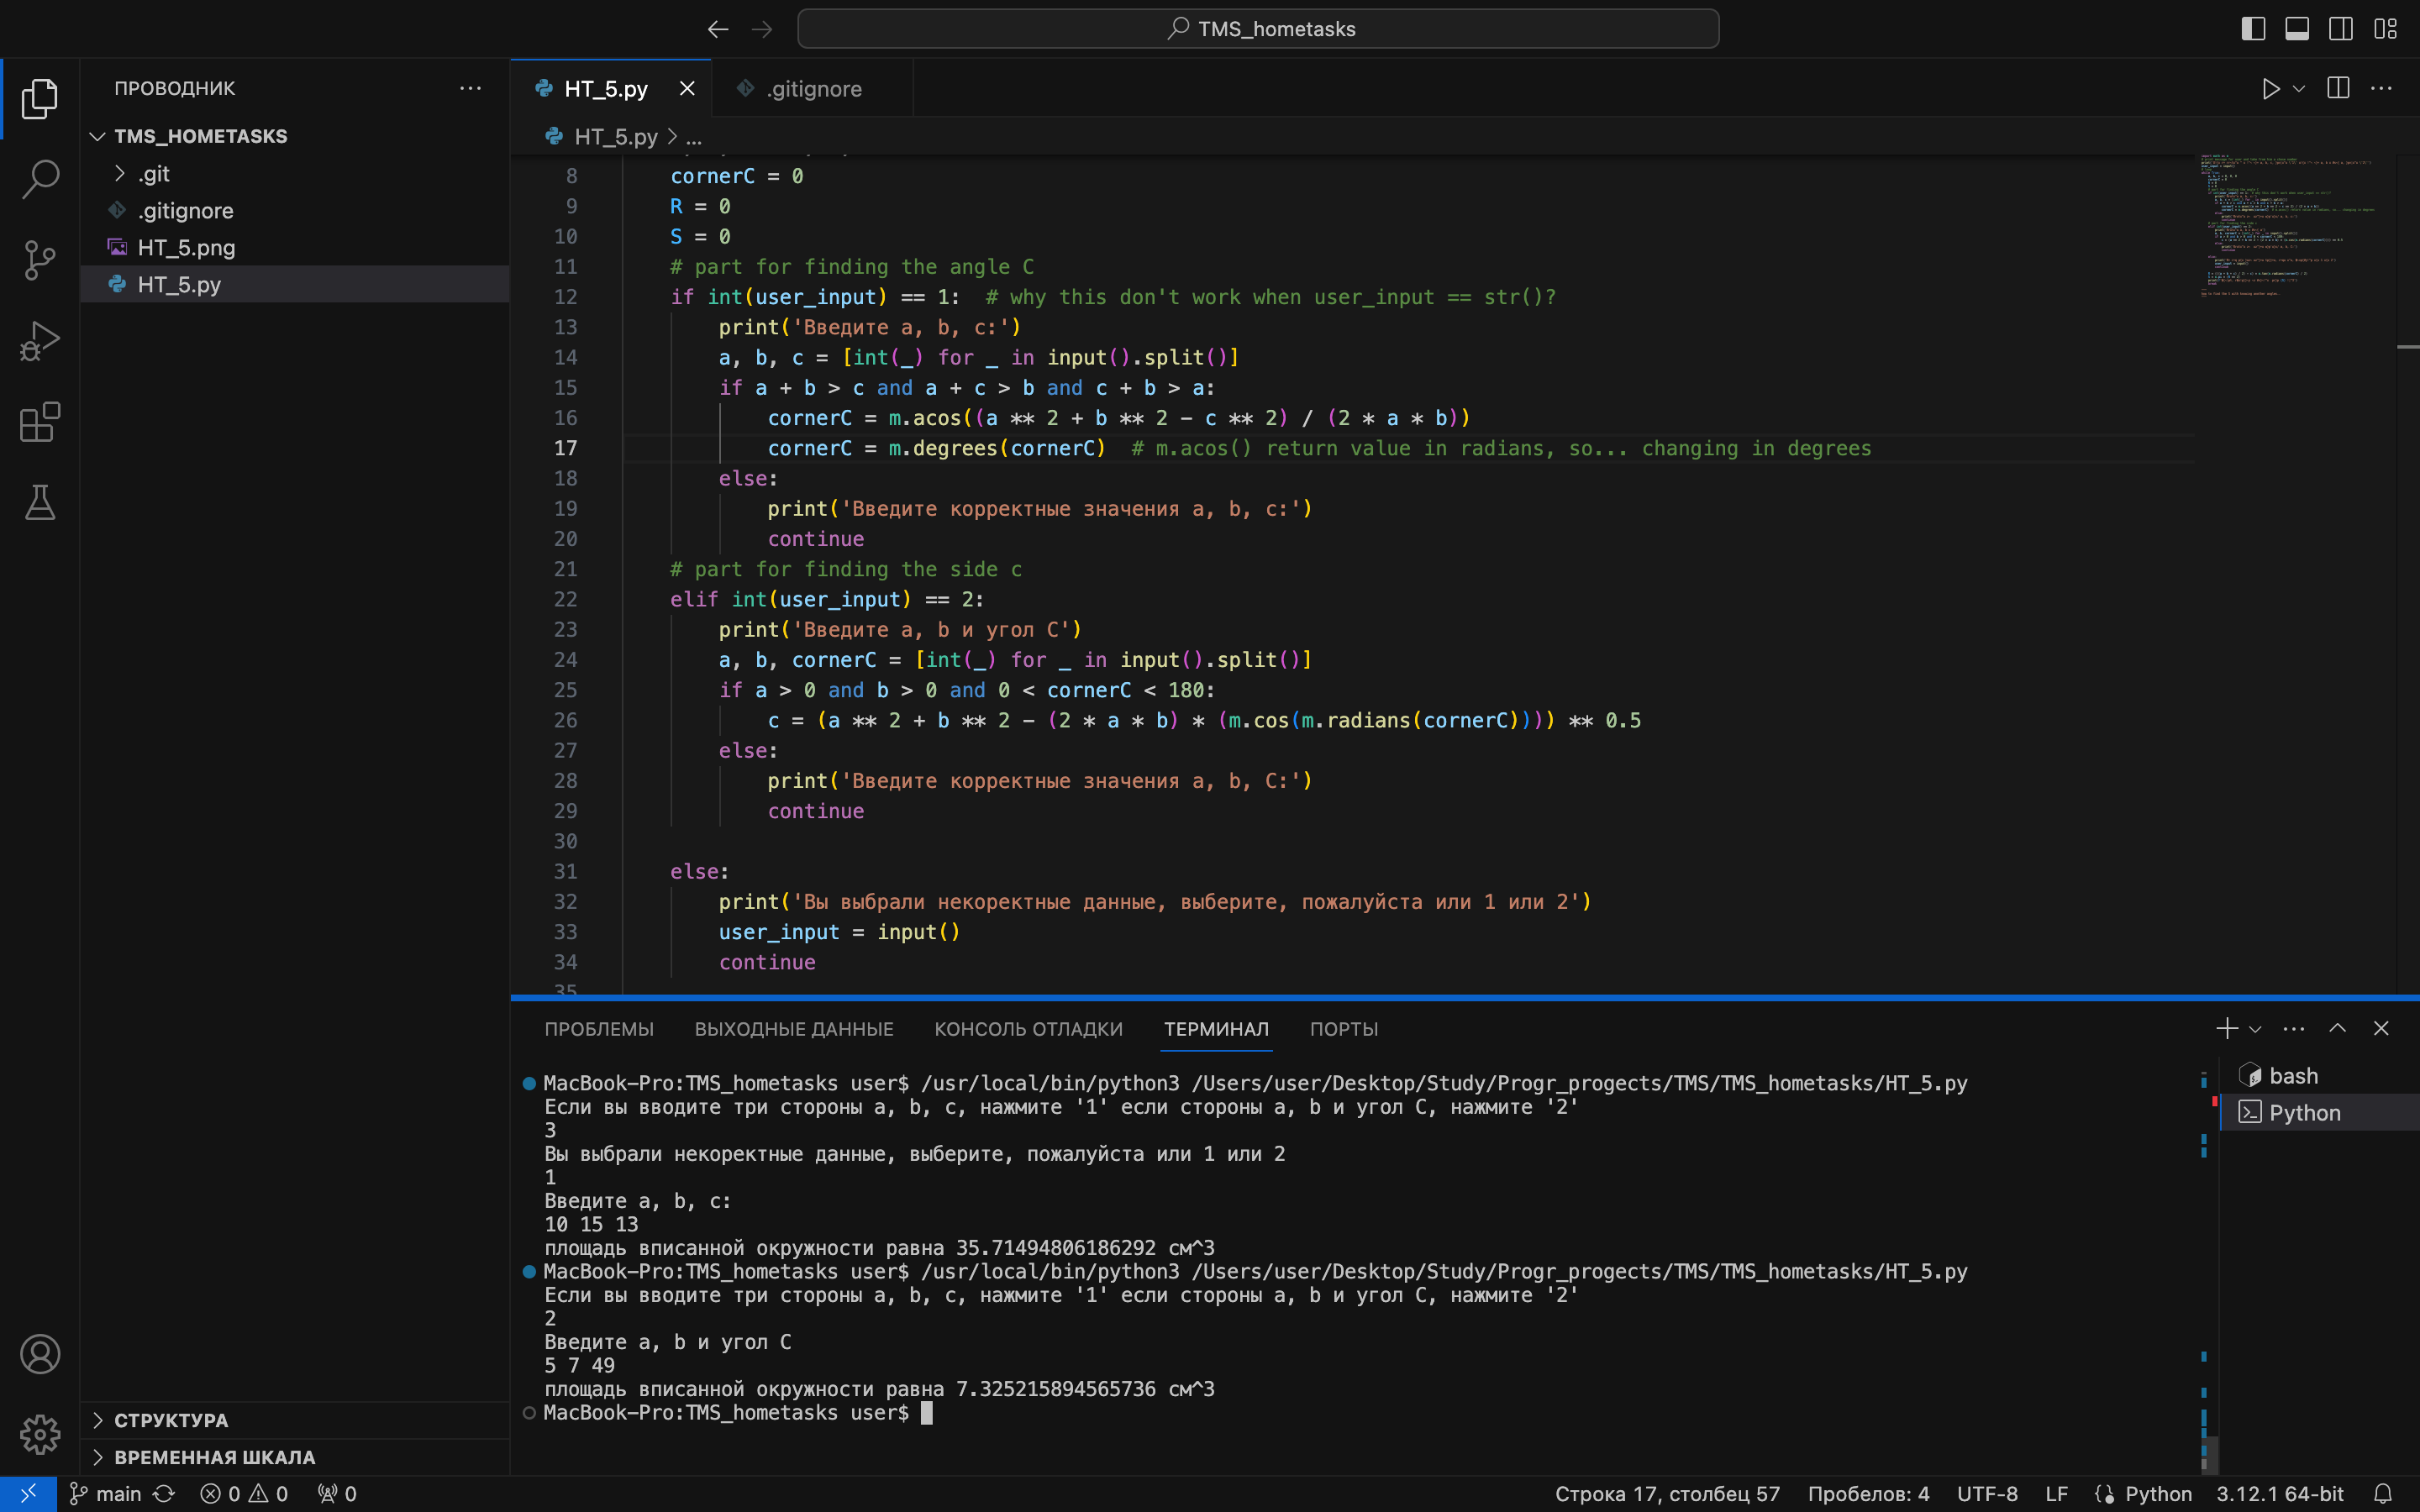 TMS_hometasks
ПРОВОДНИК
TMS_HOMETASKS
.git
.gitignore
HT_5.png
HT_5.py
СТРУКТУРА
ВРЕМЕННАЯ ШКАЛА
HT_5.py
.gitignore
HT_5.py > ...
8 cornerC = 0
9 R = 0
10 S = 0
11 # part for finding the angle C
12 if int(user_input) == 1:  # why this don't work when user_input == str()?
13 print('Введите a, b, c:')
14 a, b, c = [int(_) for _ in input().split()]
15 if a + b > c and a + c > b and c + b > a:
16 cornerC = m.acos((a ** 2 + b ** 2 - c ** 2) / (2 * a * b))
17 cornerC = m.degrees(cornerC)  # m.acos() return value in radians, so... changing in degrees
18 else:
19 print('Введите корректные значения a, b, c:')
20 continue
21 # part for finding the side c
22 elif int(user_input) == 2:
23 print('Введите a, b и угол C')
24 a, b, cornerC = [int(_) for _ in input().split()]
25 if a > 0 and b > 0 and 0 < cornerC < 180:
26 c = (a ** 2 + b ** 2 - (2 * a * b) * (m.cos(m.radians(cornerC)))) ** 0.5
27 else:
28 print('Введите корректные значения a, b, C:')
29 continue
30
31 else:
32 print('Вы выбрали некоректные данные, выберите, пожалуйста или 1 или 2')
33 user_input = input()
34 continue
35
ПРОБЛЕМЫ ВЫХОДНЫЕ ДАННЫЕ КОНСОЛЬ ОТЛАДКИ ТЕРМИНАЛ ПОРТЫ
MacBook-Pro:TMS_hometasks user$ /usr/local/bin/python3 /Users/user/Desktop/Study/Progr_progects/TMS/TMS_hometasks/HT_5.py
Если вы вводите три стороны a, b, c, нажмите '1' если стороны a, b и угол C, нажмите '2'
3
Вы выбрали некоректные данные, выберите, пожалуйста или 1 или 2
1
Введите a, b, c:
10 15 13
площадь вписанной окружности равна 35.71494806186292 см^3
MacBook-Pro:TMS_hometasks user$ /usr/local/bin/python3 /Users/user/Desktop/Study/Progr_progects/TMS/TMS_hometasks/HT_5.py
Если вы вводите три стороны a, b, c, нажмите '1' если стороны a, b и угол C, нажмите '2'
2
Введите a, b и угол C
5 7 49
площадь вписанной окружности равна 7.325215894565736 см^3
MacBook-Pro:TMS_hometasks user$
bash
Python
main 0 0 0 Строка 17, столбец 57 Пробелов: 4 UTF-8 LF Python 3.12.1 64-bit